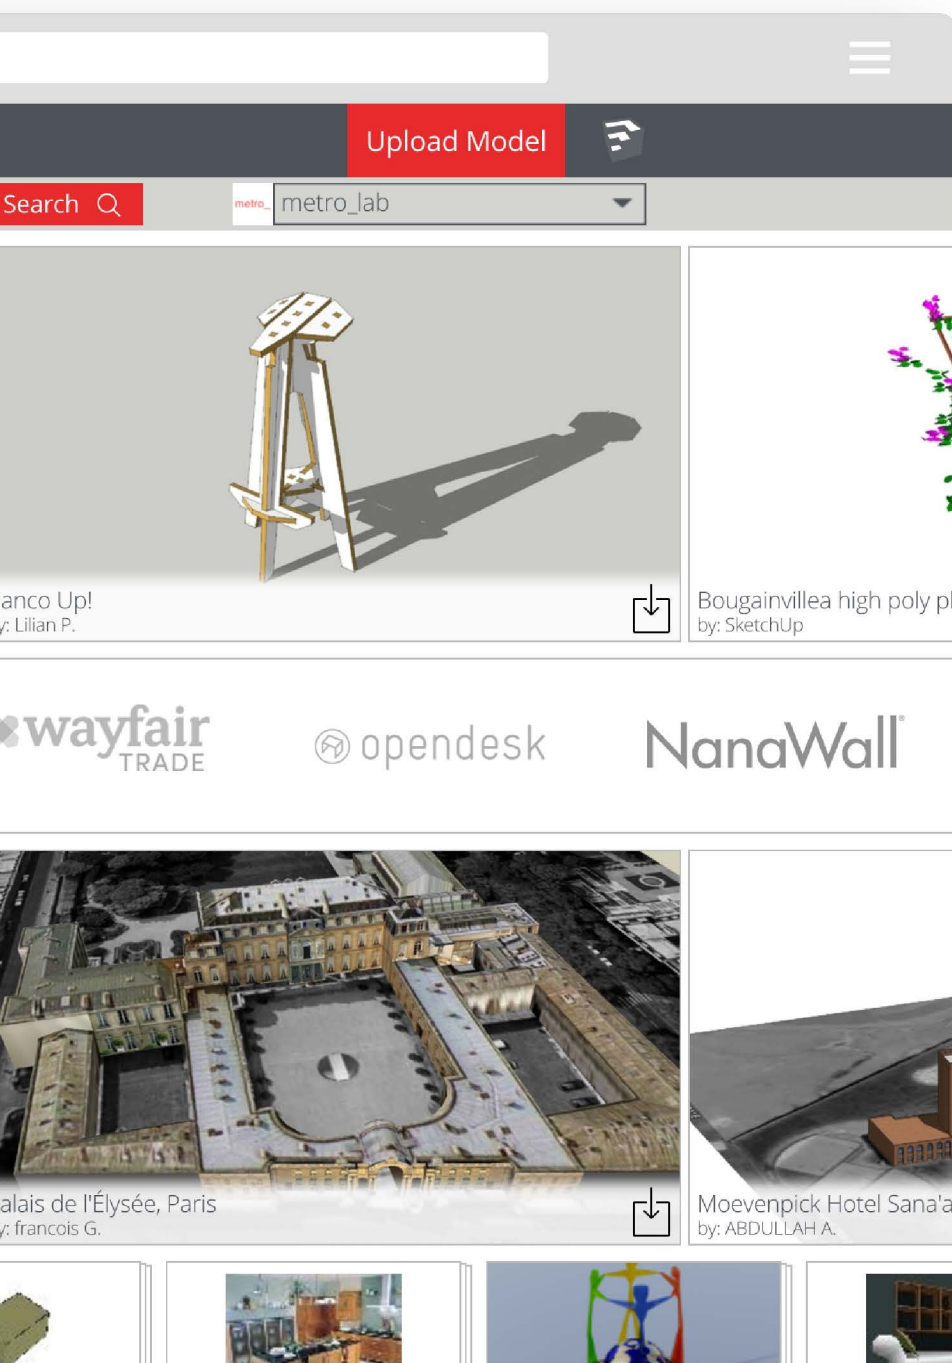 Upload Model
Search
metro_
metro_lab
anco Up!
y: Lilian P.
Bougainvillea high poly pl
by: SketchUp
wayfair
TRADE
opendesk
NanaWall®
alais de l'Élysée, Paris
y: francois G.
Moevenpick Hotel Sana'a
by: ABDULLAH A.